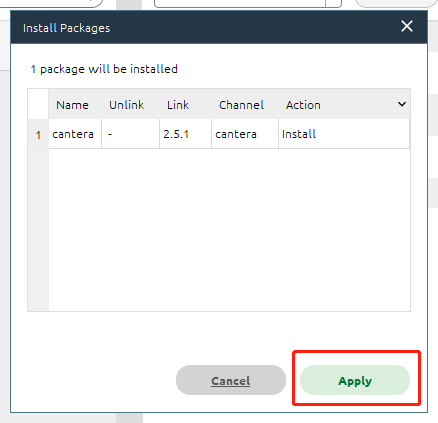 Install Packages
1 package will be installed
Name Unlink Link Channel Action
1 cantera - 2.5.1 cantera Install
Cancel Apply